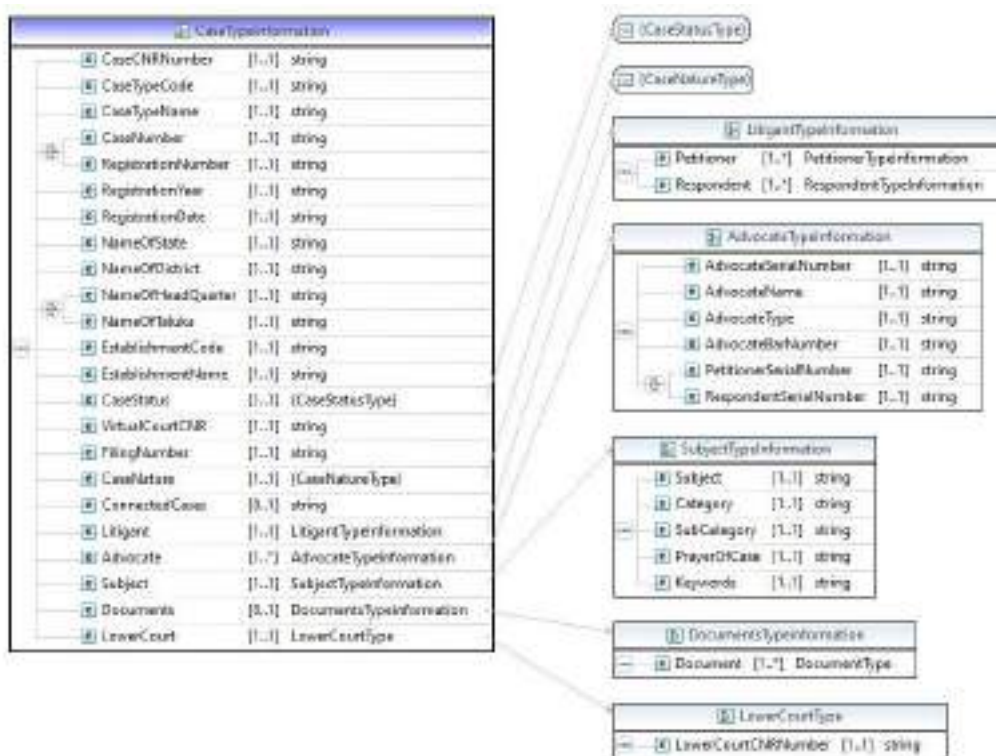 CaseTypeInformation
CaseCNRNumber [1..1] string
CaseTypeCode [1..1] string
CaseTypeName [1..1] string
CaseNumber [1..1] string
RegistrationNumber [1..1] string
RegistrationYear [1..1] string
RegistrationDate [1..1] string
NameOfState [1..1] string
NameOfDistrict [1..1] string
NameOfHeadQuarter [1..1] string
NameOfTaluka [1..1] string
EstablishmentCode [1..1] string
EstablishmentName [1..1] string
CaseStatus [1..1] (CaseStatusType)
VirtualCourtCNR [1..1] string
FillingNumber [1..1] string
CaseNature [1..1] (CaseNatureType)
ConnectedCases [0..1] string
Litigant [1..1] LitigantTypeInformation
Advocate [1..*] AdvocateTypeInformation
Subject [1..1] SubjectTypeInformation
Documents [0..1] DocumentsTypeInformation
LowerCourt [1..1] LowerCourtType
(CaseStatusType)
(CaseNatureType)
LitigantTypeInformation
Petitioner [1..*] PetitionerTypeInformation
Respondent [1..*] RespondentTypeInformation
AdvocateTypeInformation
AdvocateSerialNumber [1..1] string
AdvocateName [1..1] string
AdvocateType [1..1] string
AdvocateBarNumber [1..1] string
PetitionerSerialNumber [1..1] string
RespondentSerialNumber [1..1] string
SubjectTypeInformation
Subject [1..1] string
Category [1..1] string
SubCategory [1..1] string
PrayerOfCase [1..1] string
Keywords [1..1] string
DocumentsTypeInformation
Document [1..*] DocumentType
LowerCourtType
LowerCourtCNRNumber [1..1] string